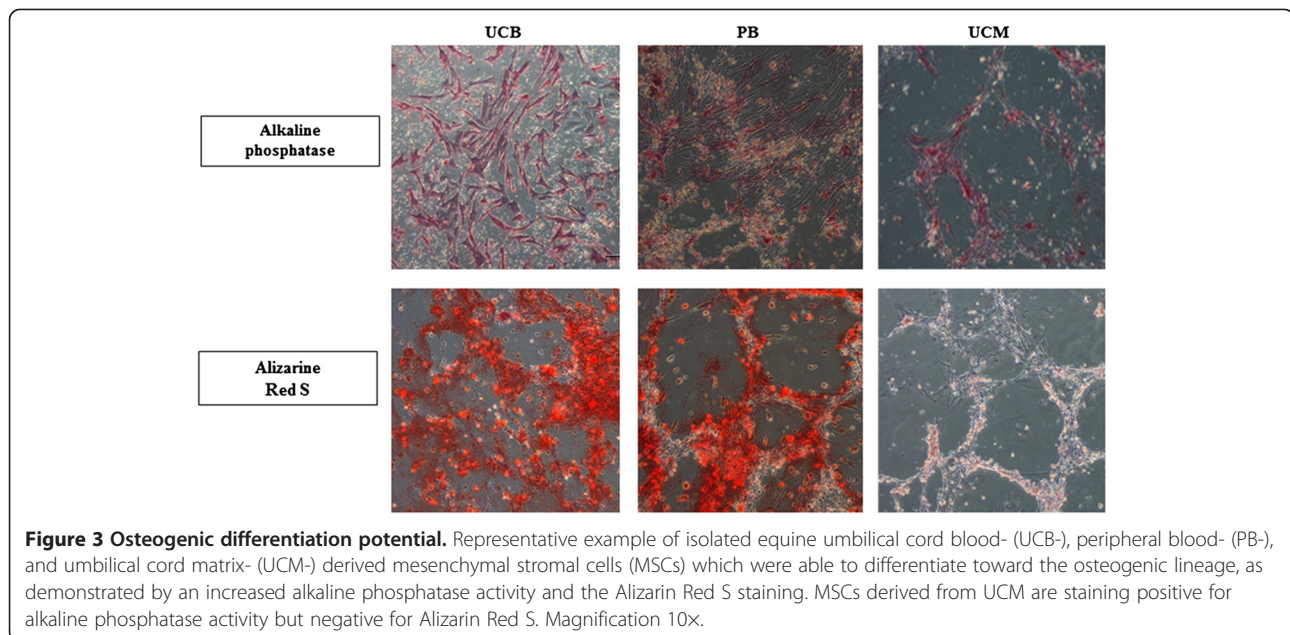 UCB PB UCM
Alkaline
phosphatase
Alizarine
Red S
Figure 3 Osteogenic differentiation potential. Representative example of isolated equine umbilical cord blood- (UCB-), peripheral blood- (PB-),
and umbilical cord matrix- (UCM-) derived mesenchymal stromal cells (MSCs) which were able to differentiate toward the osteogenic lineage, as
demonstrated by an increased alkaline phosphatase activity and the Alizarin Red S staining. MSCs derived from UCM are staining positive for
alkaline phosphatase activity but negative for Alizarin Red S. Magnification 10×.